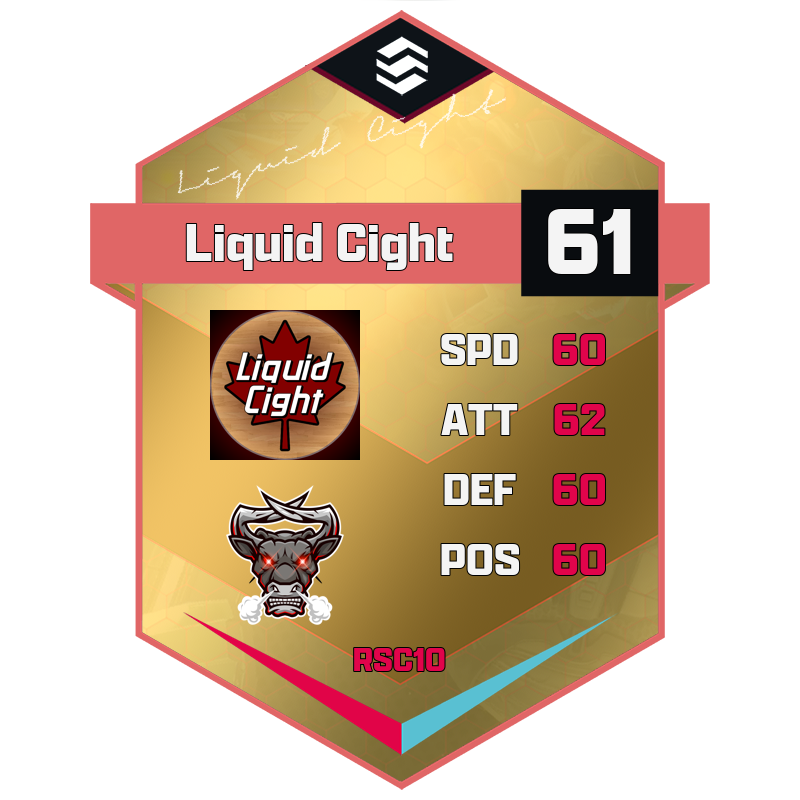 Liquid Cight
Liquid Cight
61
Liquid
Cight
SPD 60
ATT 62
DEF 60
POS 60
RSC10